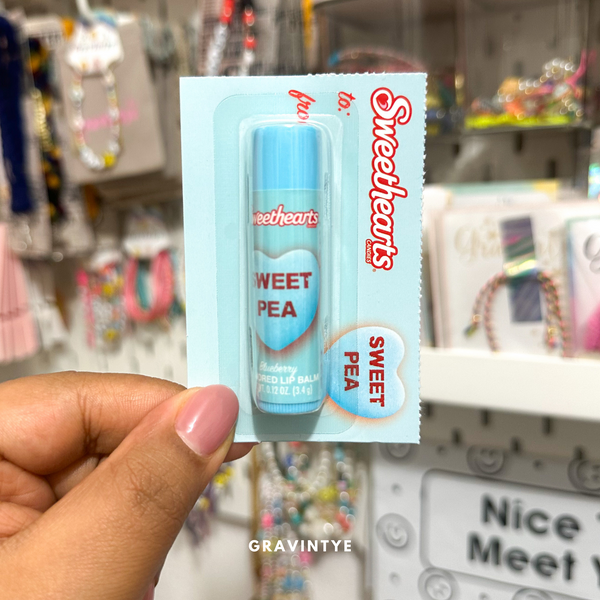 to:
fro
Sweethearts
CANDIES
weethearts
SWEET
PEA
SWEET
PEA
blueberry
ORED LIP BALM
0.12 OZ. (3.4 g)
Nice
Meet Y
GRAVINTYE